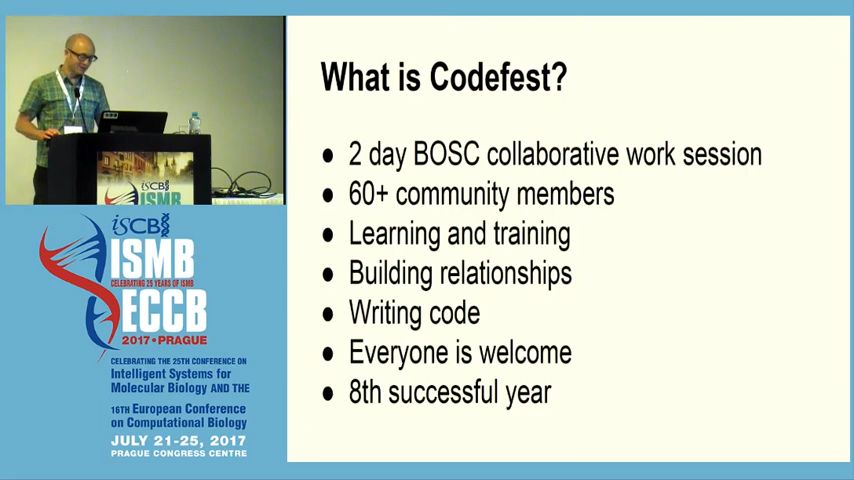 What is Codefest?
● 2 day BOSC collaborative work session
● 60+ community members
● Learning and training
● Building relationships
● Writing code
● Everyone is welcome
● 8th successful year
iSCB
ISMB
iSCB
ISMB
CELEBRATING 25 YEARS OF ISMB
ECCB
2017 • PRAGUE
CELEBRATING THE 25TH CONFERENCE ON
Intelligent Systems for
Molecular Biology AND THE
16TH European Conference
on Computational Biology
JULY 21-25, 2017
PRAGUE CONGRESS CENTRE